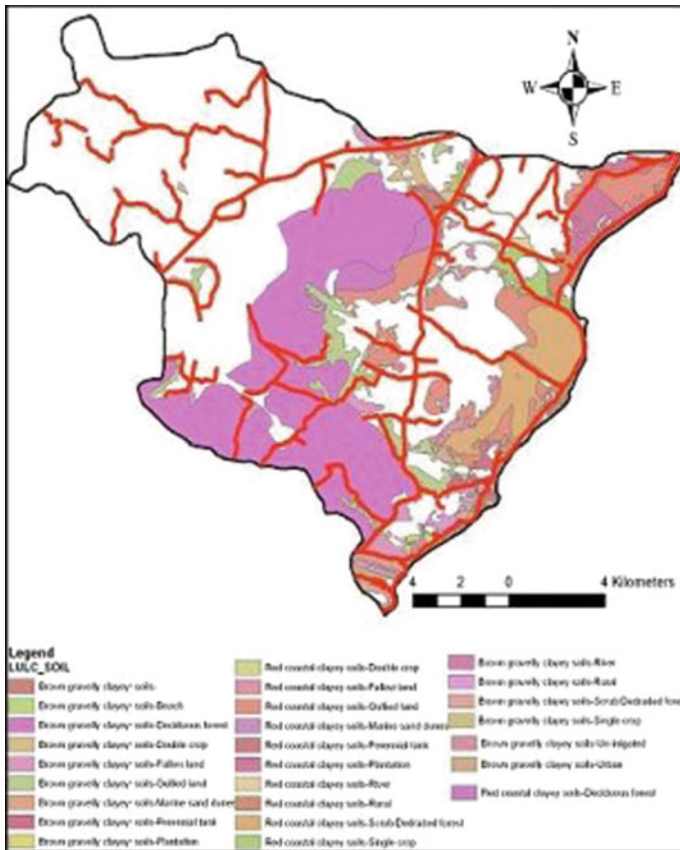 N
W
E
S
4 2 0 4 Kilometers
Legend
LULC_SOIL
Brown gravelly clayey soils-
Brown gravelly clayey soils-Beach
Brown gravelly clayey soils-Deciduous forest
Brown gravelly clayey soils-Double crop
Brown gravelly clayey soils-Fallow land
Brown gravelly clayey soils-Gullied land
Brown gravelly clayey soils-Marine sand dunes
Brown gravelly clayey soils-Perennial tank
Brown gravelly clayey soils-Plantation
Red coastal clayey soils-Double crop
Red coastal clayey soils-Fallow land
Red coastal clayey soils-Gullied land
Red coastal clayey soils-Marine sand dunes
Red coastal clayey soils-Perennial tank
Red coastal clayey soils-Plantation
Red coastal clayey soils-River
Red coastal clayey soils-Rural
Red coastal clayey soils-Scrub/Degraded forest
Red coastal clayey soils-Single crop
Brown gravelly clayey soils-River
Brown gravelly clayey soils-Rural
Brown gravelly clayey soils-Scrub/Degraded fores
Brown gravelly clayey soils-Single crop
Brown gravelly clayey soils-Un-irrigated
Brown gravelly clayey soils-Urban
Red coastal clayey soils-Deciduous forest